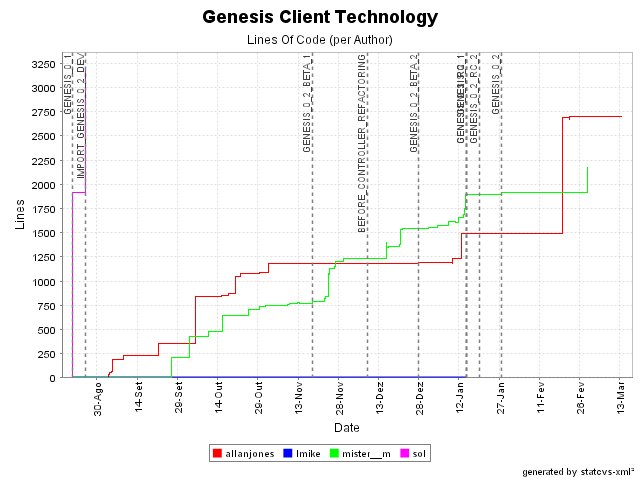 Genesis Client Technology
Lines Of Code (per Author)
Lines
3250
3000
2750
2500
2250
2000
1750
1500
1250
1000
750
500
250
0
GENESIS_0_1
IMPORT_GENESIS_0_2_DEV
GENESIS_0_2_BETA_1
BEFORE_CONTROLLER_REFACTORING
GENESIS_0_2_BETA_2
GENESIS_0_2_RC_2
GENESIS_0_2
30-Ago
14-Set
29-Set
14-Out
29-Out
13-Nov
28-Nov
13-Dez
28-Dez
12-Jan
27-Jan
11-Fev
26-Fev
13-Mar
Date
allanjones
lmike
mister__m
sol
generated by statcvs-xml²